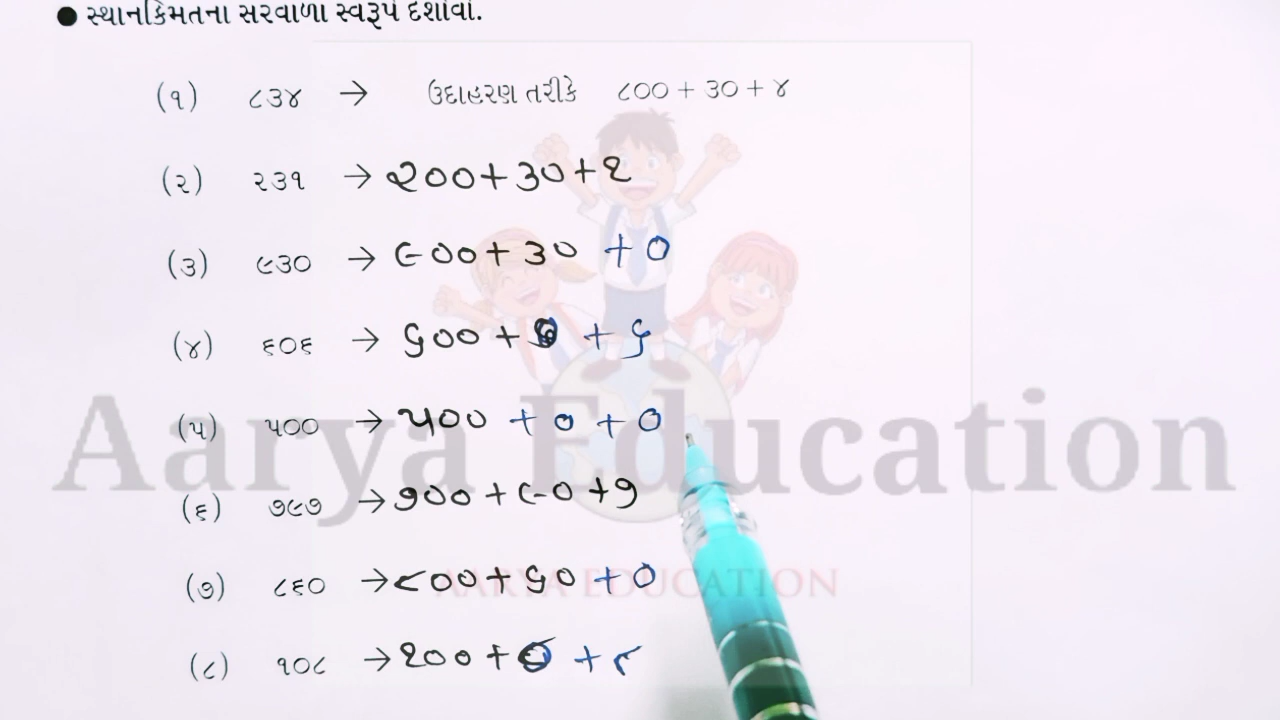 ● સ્થાનકિંમતના સરવાળા સ્વરૂપે દર્શાવો.
(૧) ૮૩૪ → ઉદાહરણ તરીકે ૮૦૦ + ૩૦ + ૪
(૨) ૨૩૧ → ૨૦૦ + ૩૦ + ૧
(૩) ૯૩૦ → ૯૦૦ + ૩૦ + ૦
(૪) ૬૦૬ → ૬૦૦ + ૦ + ૬
(૫) ૫૦૦ → ૫૦૦ + ૦ + ૦
(૬) ૭૯૭ → ૭૦૦ + ૯૦ + ૭
(૭) ૮૬૦ → ૮૦૦ + ૬૦ + ૦
(૮) ૧૦૮ → ૧૦૦ + ૦ + ૮
Aarya Education
AARYA EDUCATION